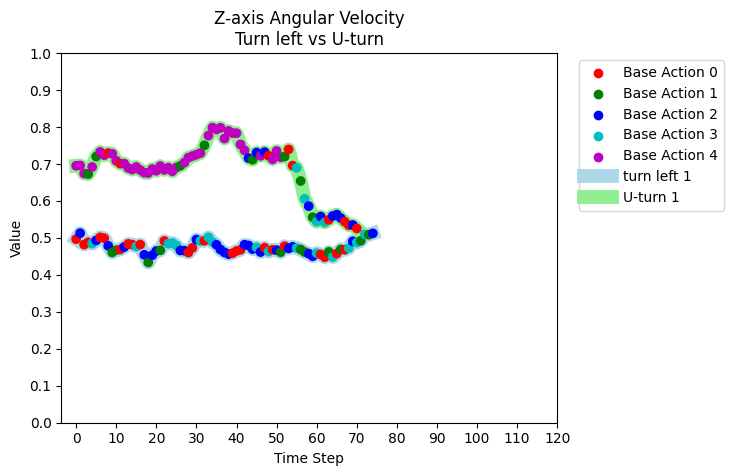 Z-axis Angular Velocity
Turn left vs U-turn
1.0
0.9
0.8
0.7
0.6
0.5
0.4
0.3
0.2
0.1
0.0
Value
0 10 20 30 40 50 60 70 80 90 100 110 120
Time Step
Base Action 0
Base Action 1
Base Action 2
Base Action 3
Base Action 4
turn left 1
U-turn 1